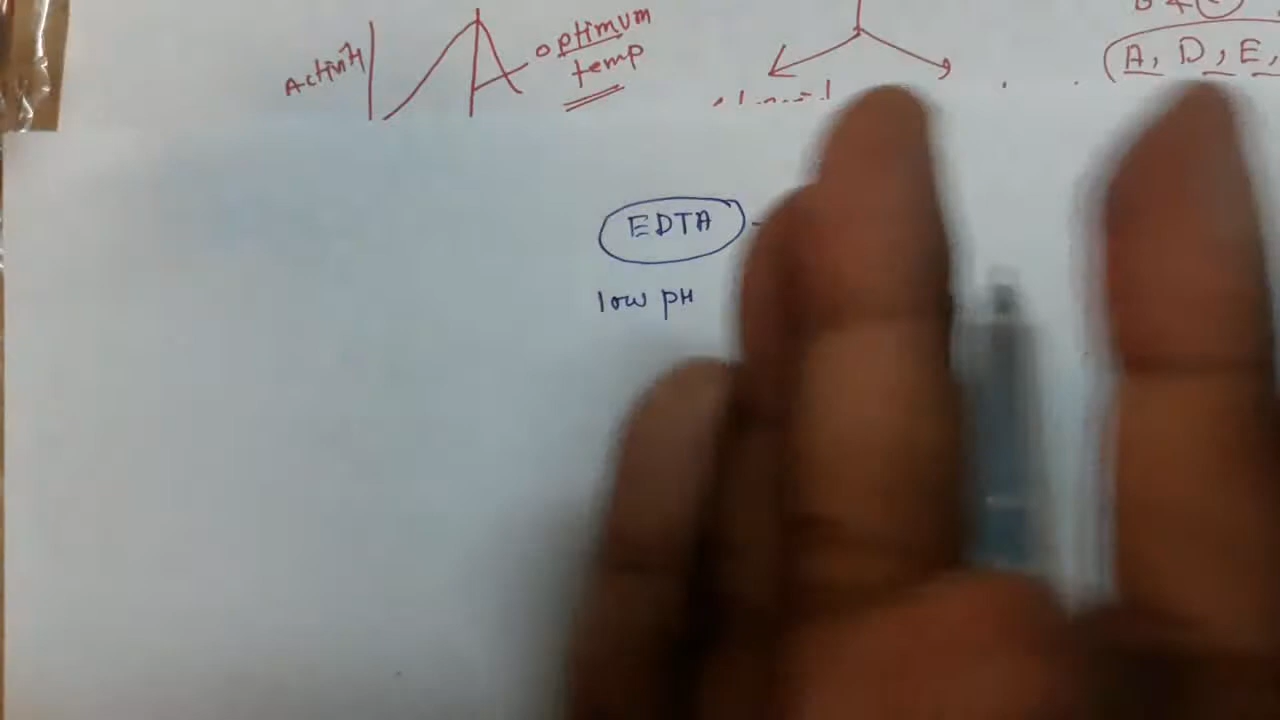 Activity
optimum
temp
A, D, E,
EDTA
low pH